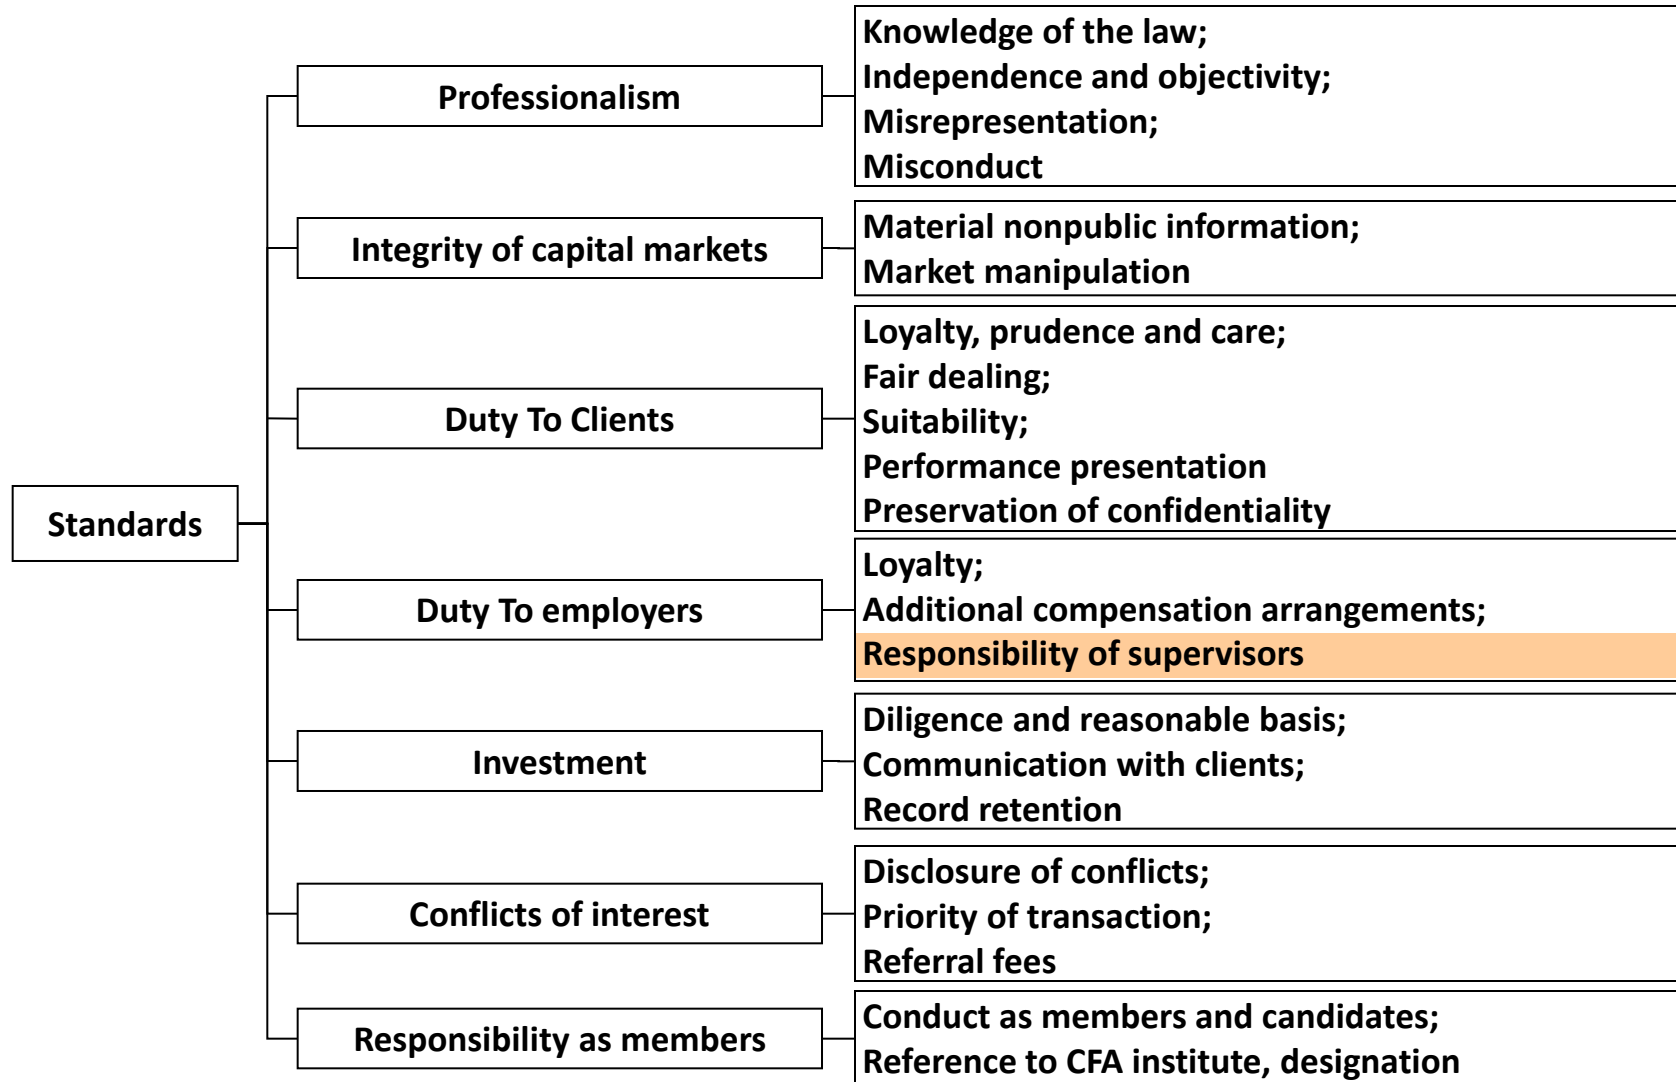 Standards
Professionalism
Knowledge of the law;
Independence and objectivity;
Misrepresentation;
Misconduct
Integrity of capital markets
Material nonpublic information;
Market manipulation
Duty To Clients
Loyalty, prudence and care;
Fair dealing;
Suitability;
Performance presentation
Preservation of confidentiality
Duty To employers
Loyalty;
Additional compensation arrangements;
Responsibility of supervisors
Investment
Diligence and reasonable basis;
Communication with clients;
Record retention
Conflicts of interest
Disclosure of conflicts;
Priority of transaction;
Referral fees
Responsibility as members
Conduct as members and candidates;
Reference to CFA institute, designation